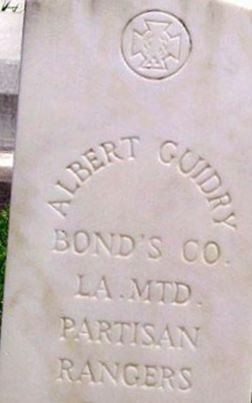 ALBERT GUIDRY
BOND'S CO.
LA. MTD.
PARTISAN
RANGERS